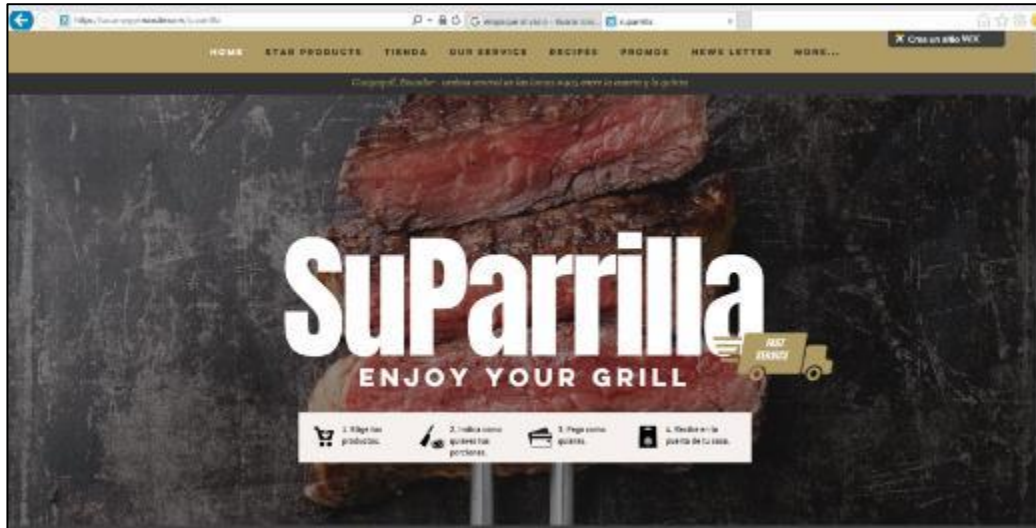 HOME STAR PRODUCTS TIENDA OUR SERVICE RECIPES PROMOS NEWS LETTER MORE...
Crea un sitio WIX
SuParrilla
FAST
SERVICE
ENJOY YOUR GRILL
1. Elige tus
productos.
2. Indica como
quieres tus
porciones.
3. Paga como
quieras.
4. Recibe en la
puerta de tu casa.